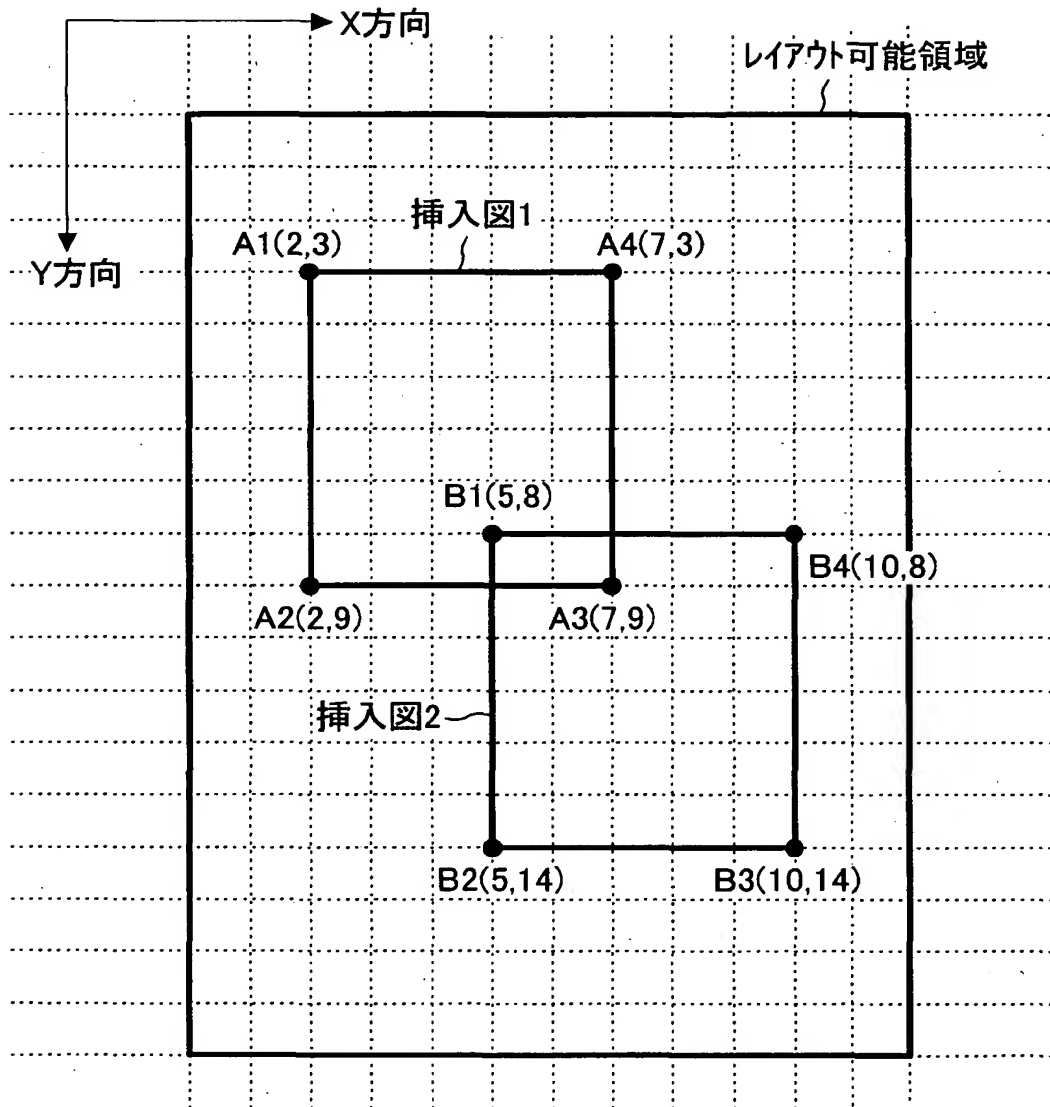 X方向
レイアウト可能領域
Y方向
挿入図1
A1(2,3)
A4(7,3)
B1(5,8)
B4(10,8)
A2(2,9)
A3(7,9)
挿入図2
B2(5,14)
B3(10,14)